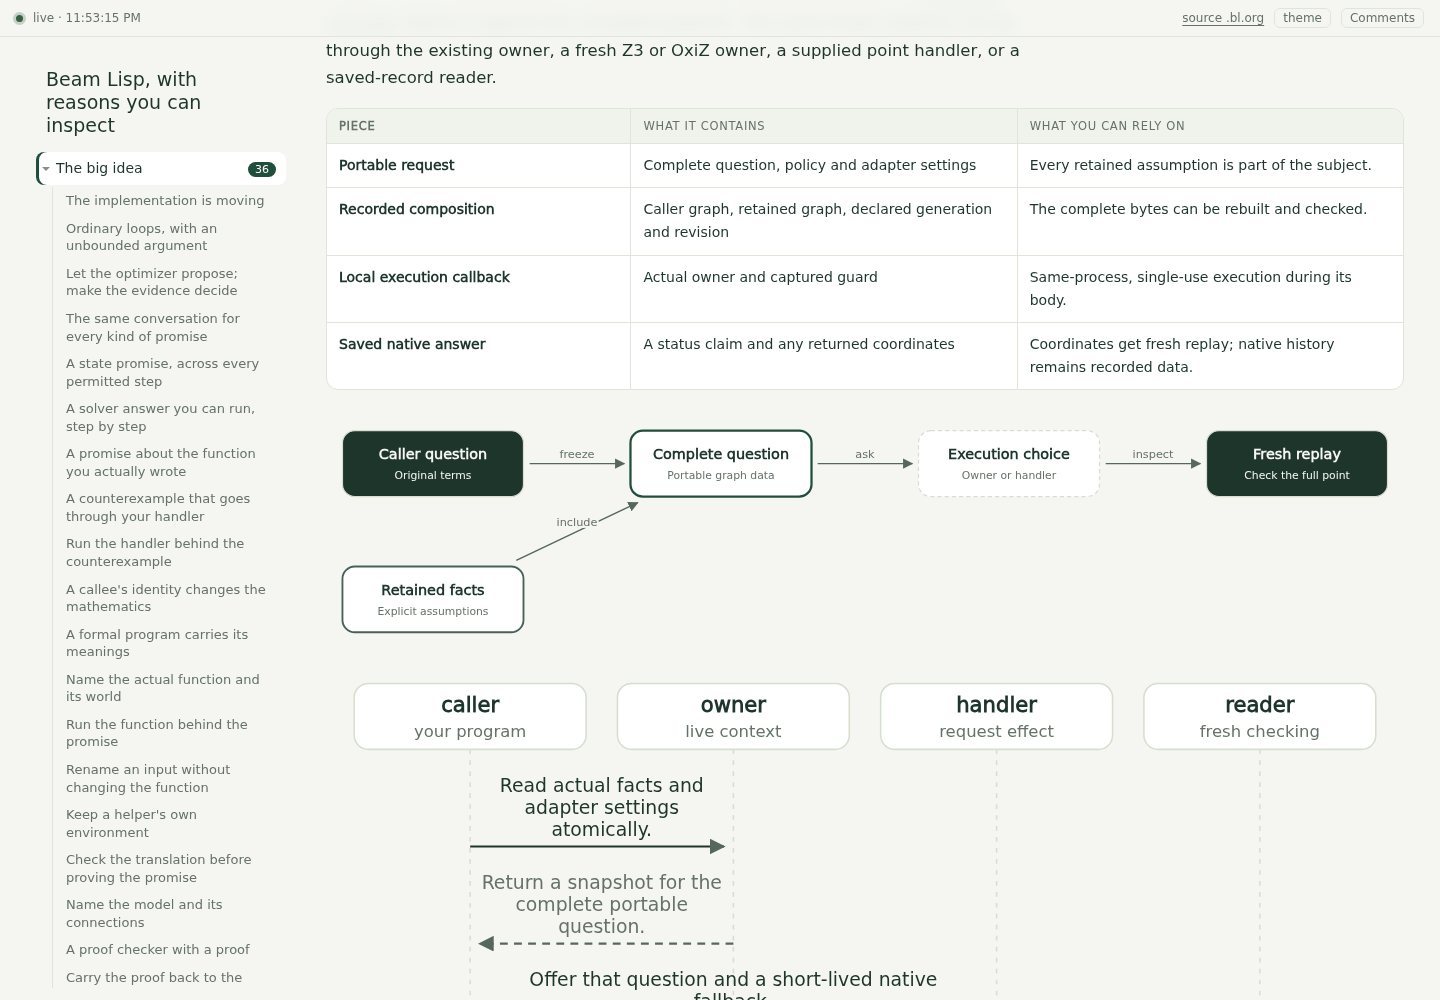 live · 11:53:15 PM
source .bl.org
theme
Comments
Beam Lisp, with
reasons you can
inspect
The big idea
36
The implementation is moving
Ordinary loops, with an
unbounded argument
Let the optimizer propose;
make the evidence decide
The same conversation for
every kind of promise
A state promise, across every
permitted step
A solver answer you can run,
step by step
A promise about the function
you actually wrote
A counterexample that goes
through your handler
Run the handler behind the
counterexample
A callee's identity changes the
mathematics
A formal program carries its
meanings
Name the actual function and
its world
Run the function behind the
promise
Rename an input without
changing the function
Keep a helper's own
environment
Check the translation before
proving the promise
Name the model and its
connections
A proof checker with a proof
Carry the proof back to the
through the existing owner, a fresh Z3 or OxiZ owner, a supplied point handler, or a
saved-record reader.
PIECE
WHAT IT CONTAINS
WHAT YOU CAN RELY ON
Portable request
Complete question, policy and adapter settings
Every retained assumption is part of the subject.
Recorded composition
Caller graph, retained graph, declared generation
and revision
The complete bytes can be rebuilt and checked.
Local execution callback
Actual owner and captured guard
Same-process, single-use execution during its
body.
Saved native answer
A status claim and any returned coordinates
Coordinates get fresh replay; native history
remains recorded data.
Caller question
Original terms
freeze
Complete question
Portable graph data
ask
Execution choice
Owner or handler
inspect
Fresh replay
Check the full point
include
Retained facts
Explicit assumptions
caller
your program
owner
live context
handler
request effect
reader
fresh checking
Read actual facts and
adapter settings
atomically.
Return a snapshot for the
complete portable
question.
Offer that question and a short-lived native
fallback